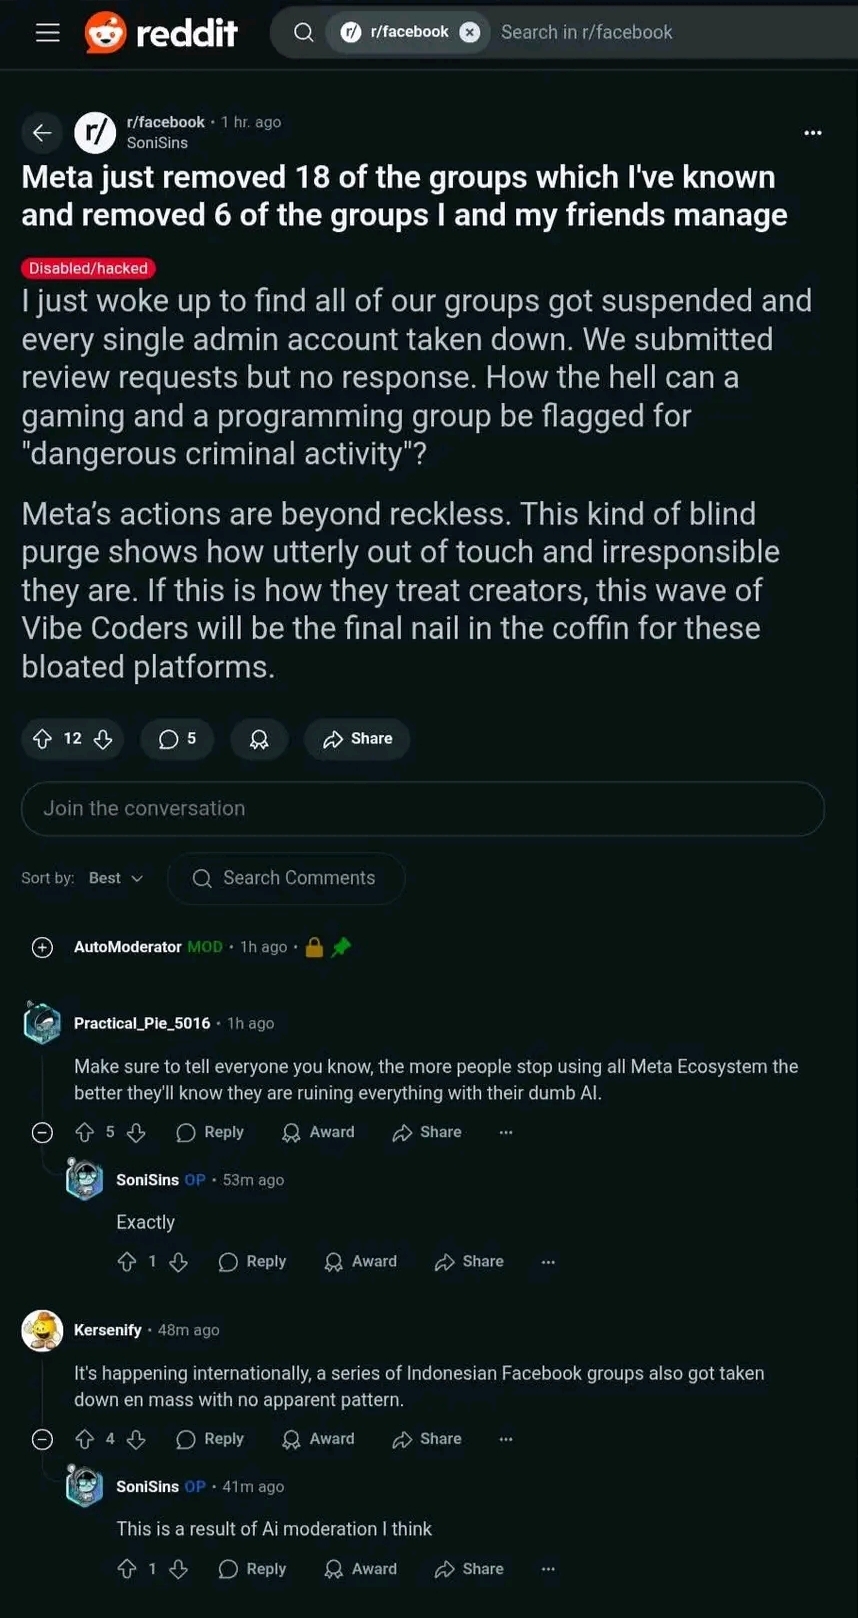 reddit
r/facebook
Search in r/facebook
r/
r/facebook • 1 hr. ago
SoniSins
Meta just removed 18 of the groups which I've known
and removed 6 of the groups I and my friends manage
Disabled/hacked
I just woke up to find all of our groups got suspended and
every single admin account taken down. We submitted
review requests but no response. How the hell can a
gaming and a programming group be flagged for
"dangerous criminal activity"?
Meta’s actions are beyond reckless. This kind of blind
purge shows how utterly out of touch and irresponsible
they are. If this is how they treat creators, this wave of
Vibe Coders will be the final nail in the coffin for these
bloated platforms.
12 5 Share
Join the conversation
Sort by: Best Search Comments
AutoModerator MOD • 1h ago •
Practical_Pie_5016 • 1h ago
Make sure to tell everyone you know, the more people stop using all Meta Ecosystem the
better they'll know they are ruining everything with their dumb AI.
5 Reply Award Share
SoniSins OP • 53m ago
Exactly
1 Reply Award Share
Kersenify • 48m ago
It's happening internationally, a series of Indonesian Facebook groups also got taken
down en mass with no apparent pattern.
4 Reply Award Share
SoniSins OP • 41m ago
This is a result of Ai moderation I think
1 Reply Award Share